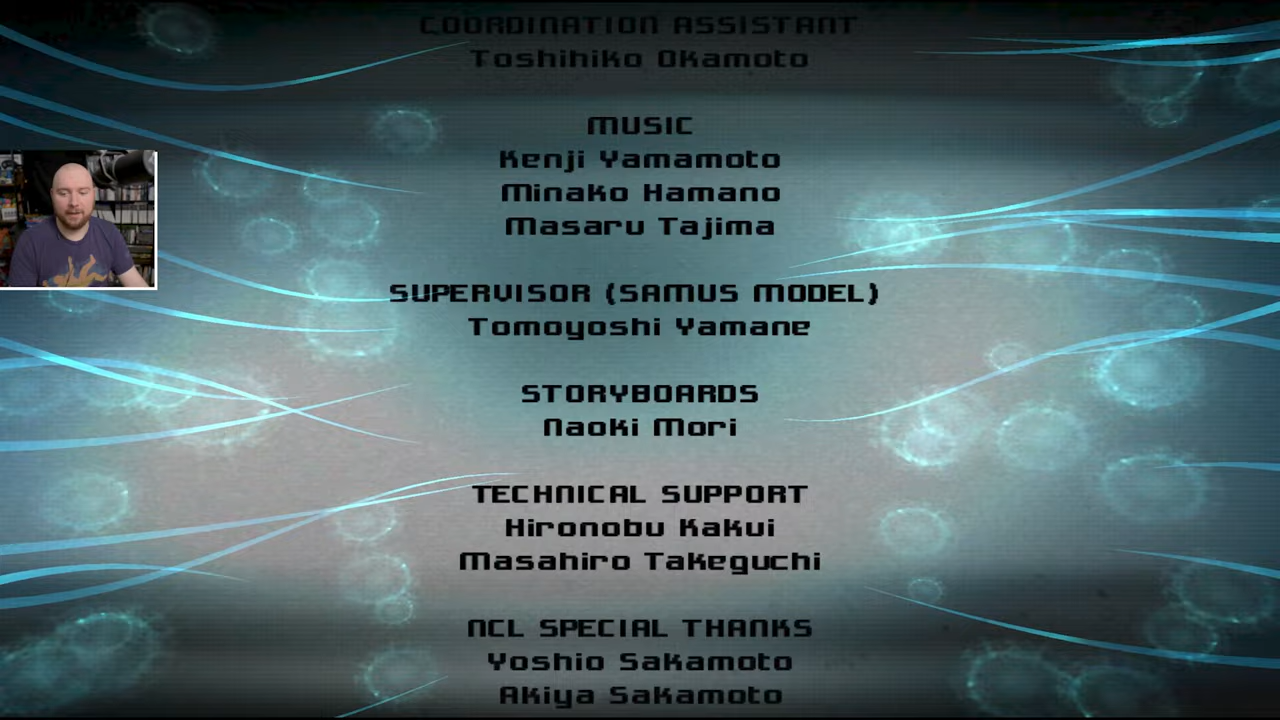 COORDINATION ASSISTANT
Toshihiko Okamoto
MUSIC
Kenji Yamamoto
Minako Hamano
Masaru Tajima
SUPERVISOR (SAMUS MODEL)
Tomoyoshi Yamane
STORYBOARDS
Naoki Mori
TECHNICAL SUPPORT
Hironobu Kakui
Masahiro Takeguchi
NCL SPECIAL THANKS
Yoshio Sakamoto
Akiya Sakamoto